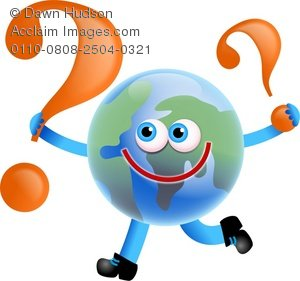 © Dawn Hudson
Acclaim Images.com
0110-0808-2504-0321
??